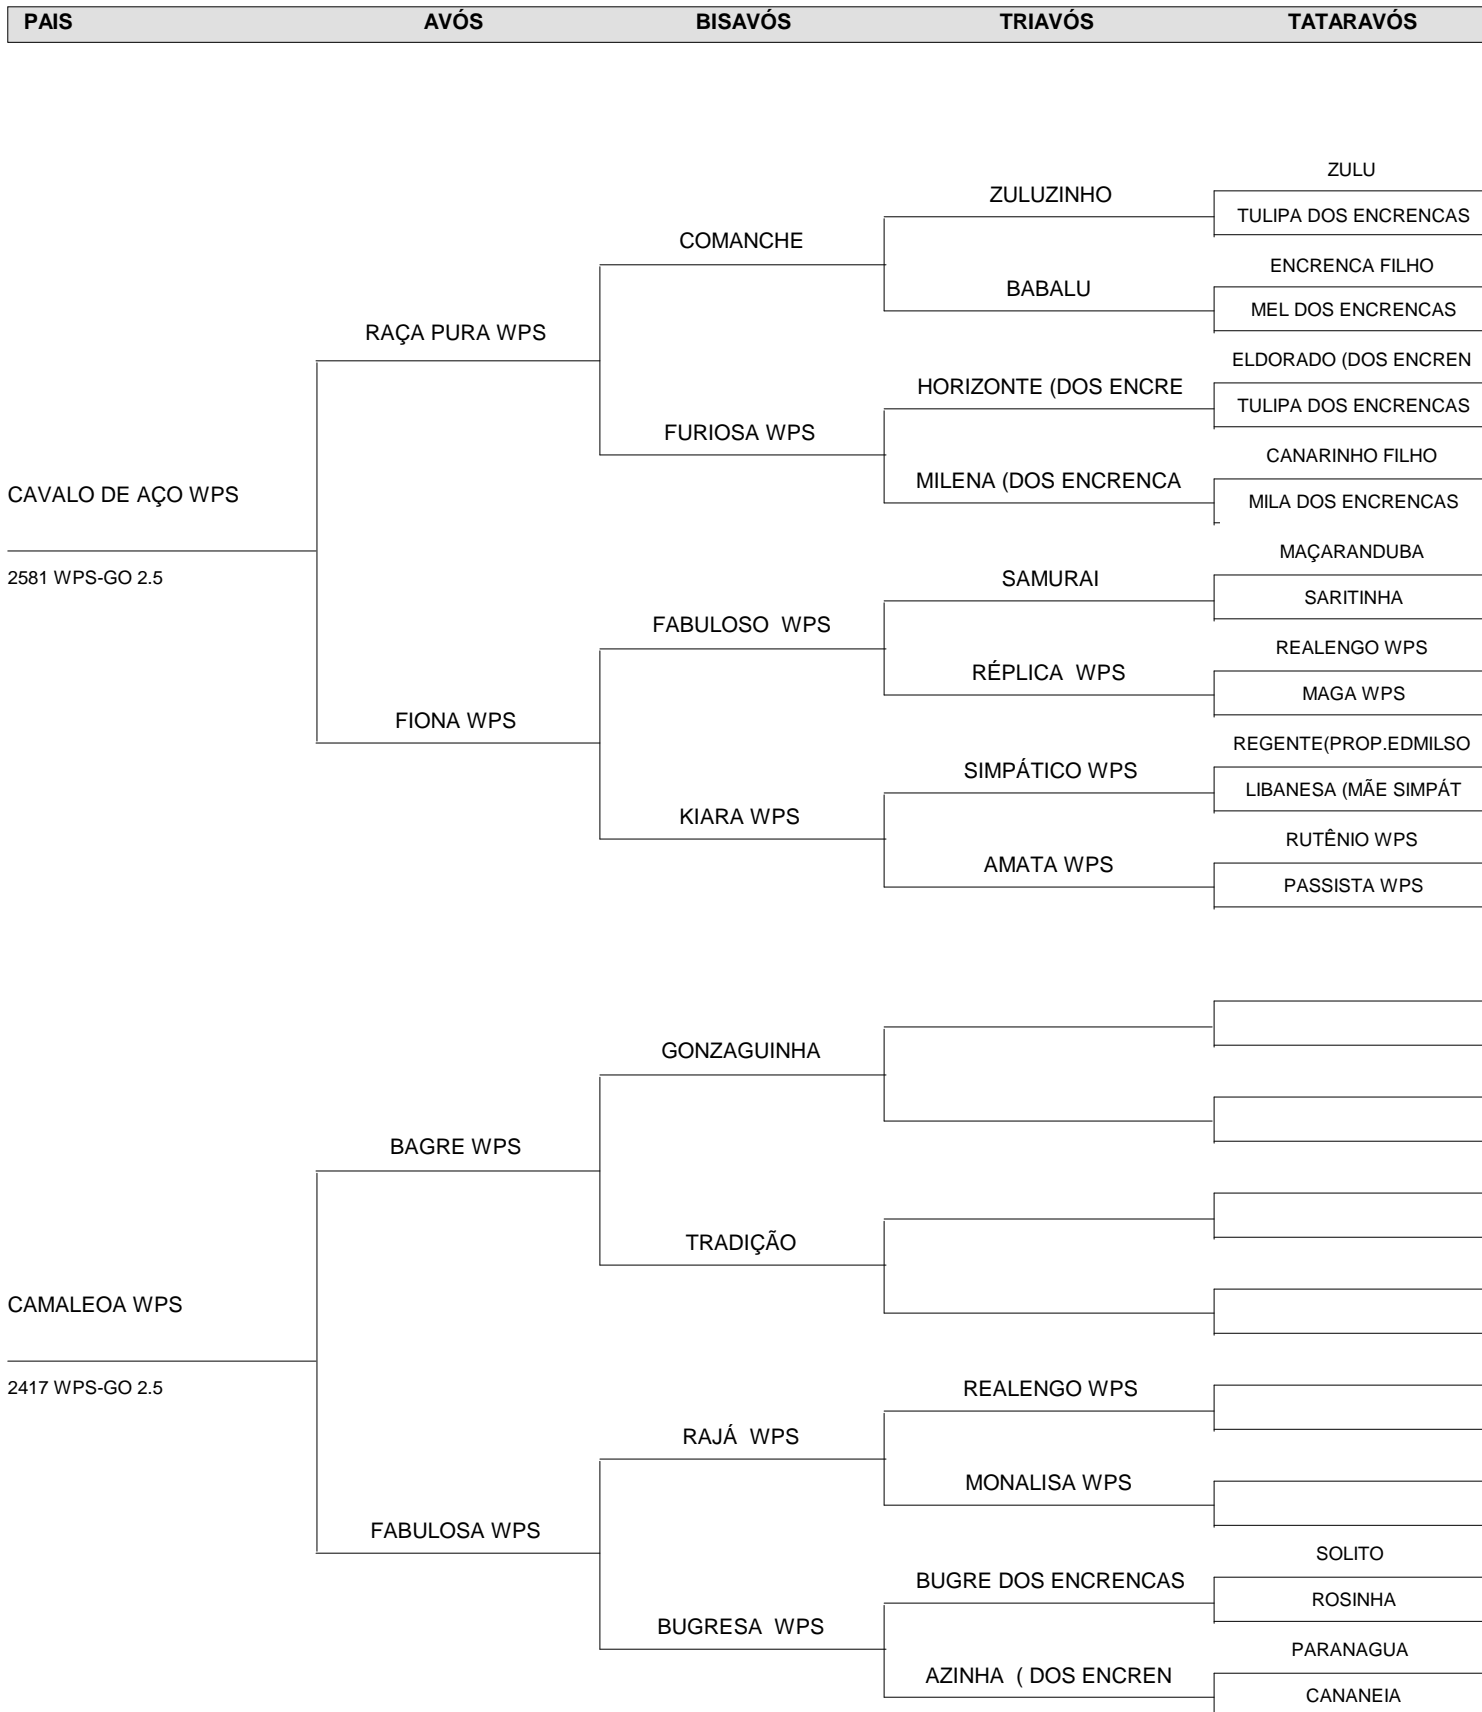 PAIS AVÓS BISAVÓS TRIAVÓS TATARAVÓS
ZULU
ZULUZINHO
TULIPA DOS ENCRENCAS
COMANCHE
ENCRENCA FILHO
BABALU
MEL DOS ENCRENCAS
RAÇA PURA WPS
ELDORADO (DOS ENCREN
HORIZONTE (DOS ENCRE
TULIPA DOS ENCRENCAS
FURIOSA WPS
CANARINHO FILHO
MILENA (DOS ENCRENCA
MILA DOS ENCRENCAS
CAVALO DE AÇO WPS
2581 WPS-GO 2.5
MAÇARANDUBA
SAMURAI
SARITINHA
FABULOSO  WPS
REALENGO WPS
RÉPLICA  WPS
MAGA WPS
FIONA WPS
REGENTE(PROP.EDMILSO
SIMPÁTICO WPS
LIBANESA (MÃE SIMPÁT
KIARA WPS
RUTÊNIO WPS
AMATA WPS
PASSISTA WPS
GONZAGUINHA
BAGRE WPS
TRADIÇÃO
CAMALEOA WPS
2417 WPS-GO 2.5
REALENGO WPS
RAJÁ  WPS
MONALISA WPS
FABULOSA WPS
SOLITO
BUGRE DOS ENCRENCAS
ROSINHA
BUGRESA  WPS
PARANAGUA
AZINHA  ( DOS ENCREN
CANANEIA